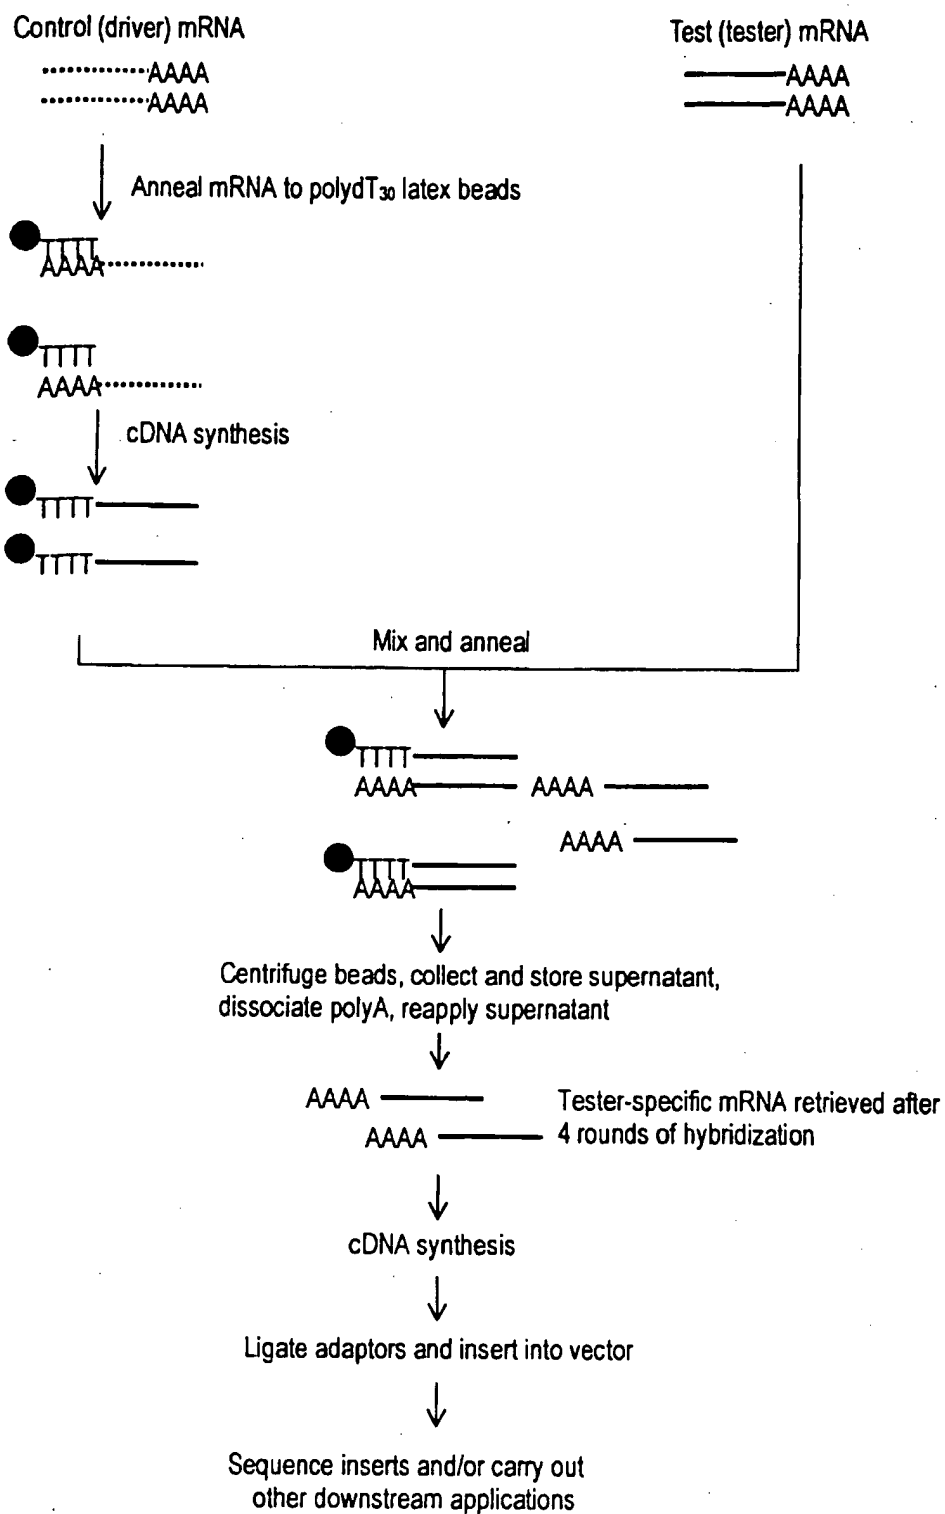 Control (driver) mRNA
Test (tester) mRNA
AAAA
AAAA
AAAA
AAAA
Anneal mRNA to polydT₃₀ latex beads
TTTT
AAAA
TTTT
AAAA
cDNA synthesis
TTTT
TTTT
Mix and anneal
TTTT
AAAA
AAAA
AAAA
TTTT
AAAA
Centrifuge beads, collect and store supernatant,
dissociate polyA, reapply supernatant
AAAA
Tester-specific mRNA retrieved after
AAAA
4 rounds of hybridization
cDNA synthesis
Ligate adaptors and insert into vector
Sequence inserts and/or carry out
other downstream applications